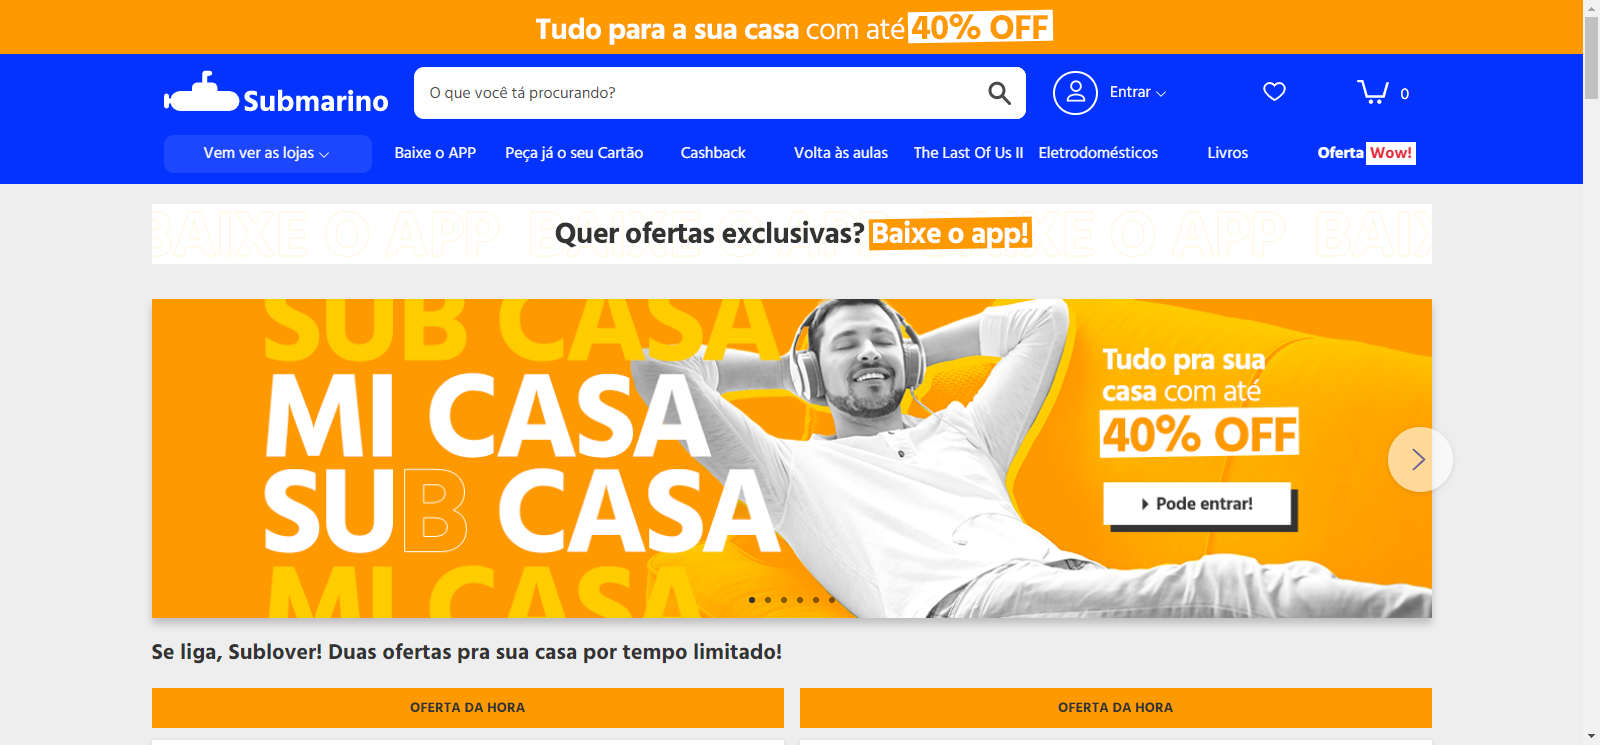 Tudo para a sua casa com até 40% OFF
Submarino
O que você tá procurando?
Entrar
0
Vem ver as lojas
Baixe o APP
Peça já o seu Cartão
Cashback
Volta às aulas
The Last Of Us II
Eletrodomésticos
Livros
Oferta Wow!
BAIXE O APP BAIXE O APP BAIXE O APP BAIX
Quer ofertas exclusivas? Baixe o app!
SUB CASA
MI CASA
SUB CASA
MI CASA
Tudo pra sua
casa com até
40% OFF
Pode entrar!
Se liga, Sublover! Duas ofertas pra sua casa por tempo limitado!
OFERTA DA HORA
OFERTA DA HORA